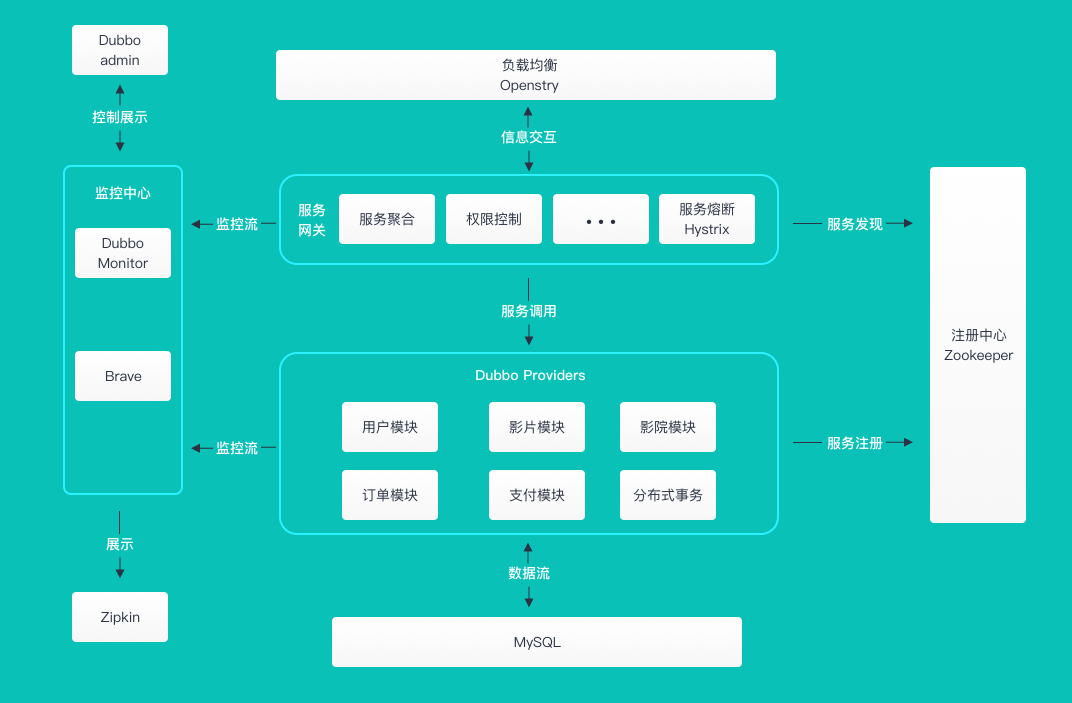 Dubbo
admin
控制展示
监控中心
Dubbo
Monitor
Brave
展示
Zipkin
负载均衡
Openstry
信息交互
监控流
服务
网关
服务聚合
权限控制
•••
服务熔断
Hystrix
服务发现
服务调用
Dubbo Providers
用户模块
影片模块
影院模块
订单模块
支付模块
分布式事务
监控流
服务注册
数据流
MySQL
注册中心
Zookeeper